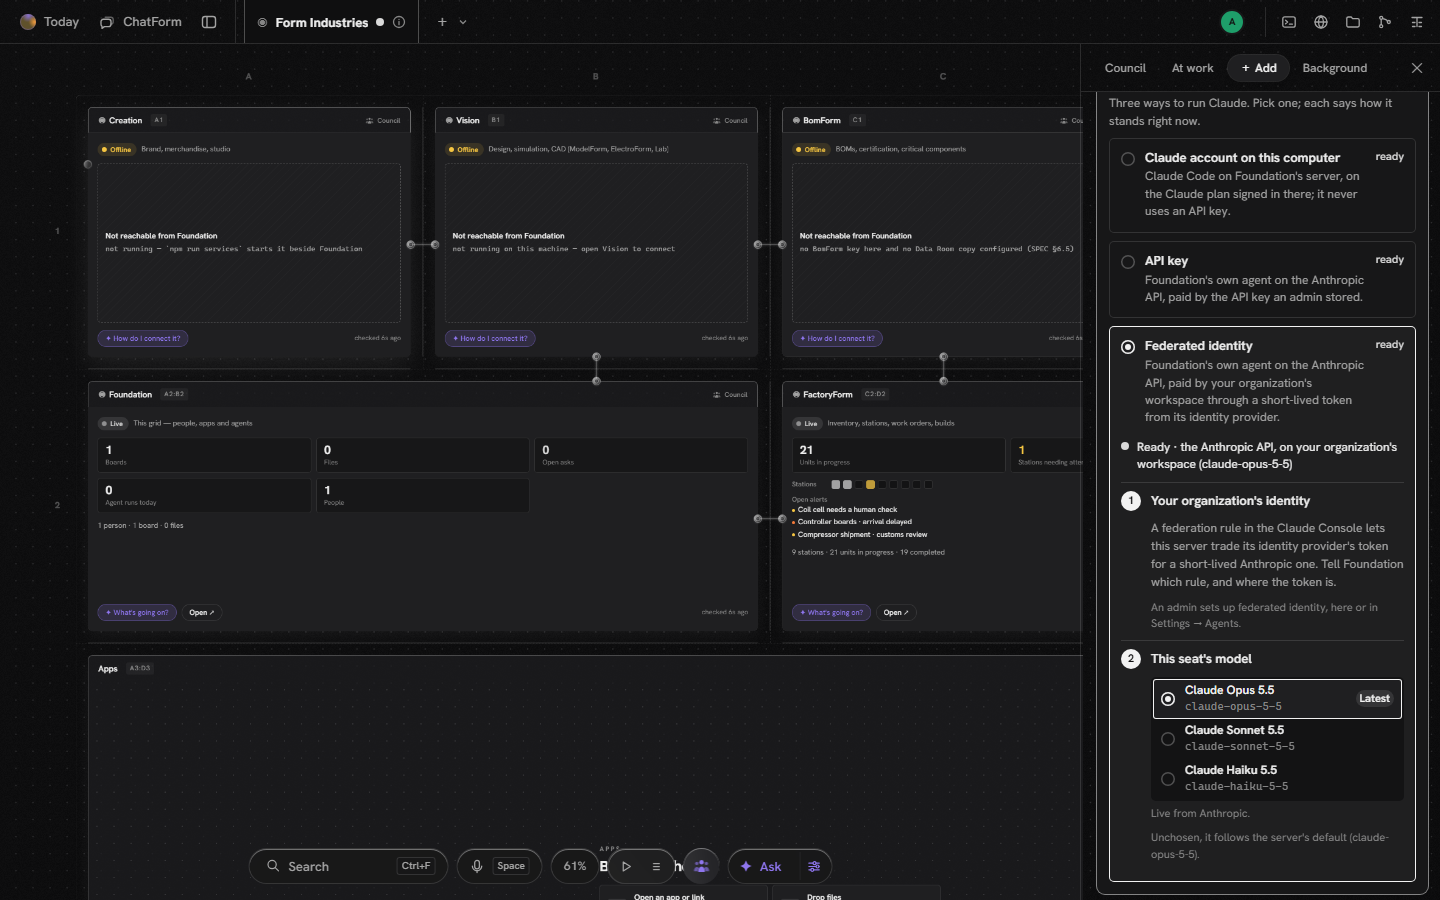 Today
ChatForm
Form Industries
A
Council
At work
+ Add
Background
A
B
C
1
2
Creation A1 Council
Offline Brand, merchandise, studio
Not reachable from Foundation
not running — `npm run services` starts it beside Foundation
How do I connect it?
checked 6s ago
Vision B1 Council
Offline Design, simulation, CAD (ModelForm, ElectroForm, Lab)
Not reachable from Foundation
not running on this machine — open Vision to connect
How do I connect it?
checked 6s ago
BomForm C1
Offline BOMs, certification, critical components
Not reachable from Foundation
no BomForm key here and no Data Room copy configured (SPEC §6.5)
How do I connect it?
checked 6s
Foundation A2:B2 Council
Live This grid — people, apps and agents
1
Boards
0
Files
0
Open asks
0
Agent runs today
1
People
1 person · 1 board · 0 files
What's going on?
Open ↗
checked 6s ago
FactoryForm C2:D2
Live Inventory, stations, work orders, builds
21
Units in progress
1
Stations needing
Stations
Open alerts
Coil cell needs a human check
Controller boards · arrival delayed
Compressor shipment · customs review
9 stations · 21 units in progress · 19 completed
What's going on?
Open ↗
Apps A3:D3
APPS
Open an app or link
Drop files
Search Ctrl+F
Space
61%
Ask
Three ways to run Claude. Pick one; each says how it
stands right now.
Claude account on this computer ready
Claude Code on Foundation's server, on
the Claude plan signed in there; it never
uses an API key.
API key ready
Foundation's own agent on the Anthropic
API, paid by the API key an admin stored.
Federated identity ready
Foundation's own agent on the Anthropic
API, paid by your organization's
workspace through a short-lived token
from its identity provider.
Ready · the Anthropic API, on your organization's
workspace (claude-opus-5-5)
1 Your organization's identity
A federation rule in the Claude Console lets
this server trade its identity provider's token
for a short-lived Anthropic one. Tell Foundation
which rule, and where the token is.
An admin sets up federated identity, here or in
Settings → Agents.
2 This seat's model
Claude Opus 5.5
claude-opus-5-5
Latest
Claude Sonnet 5.5
claude-sonnet-5-5
Claude Haiku 5.5
claude-haiku-5-5
Live from Anthropic.
Unchosen, it follows the server's default (claude-
opus-5-5).